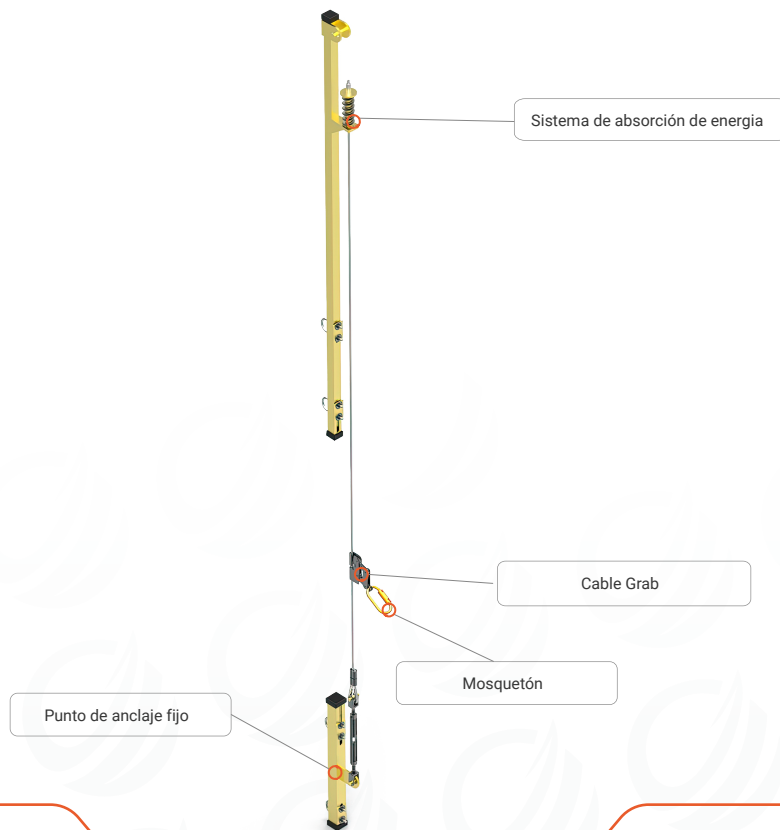 Sistema de absorción de energia
Cable Grab
Mosquetón
Punto de anclaje fijo